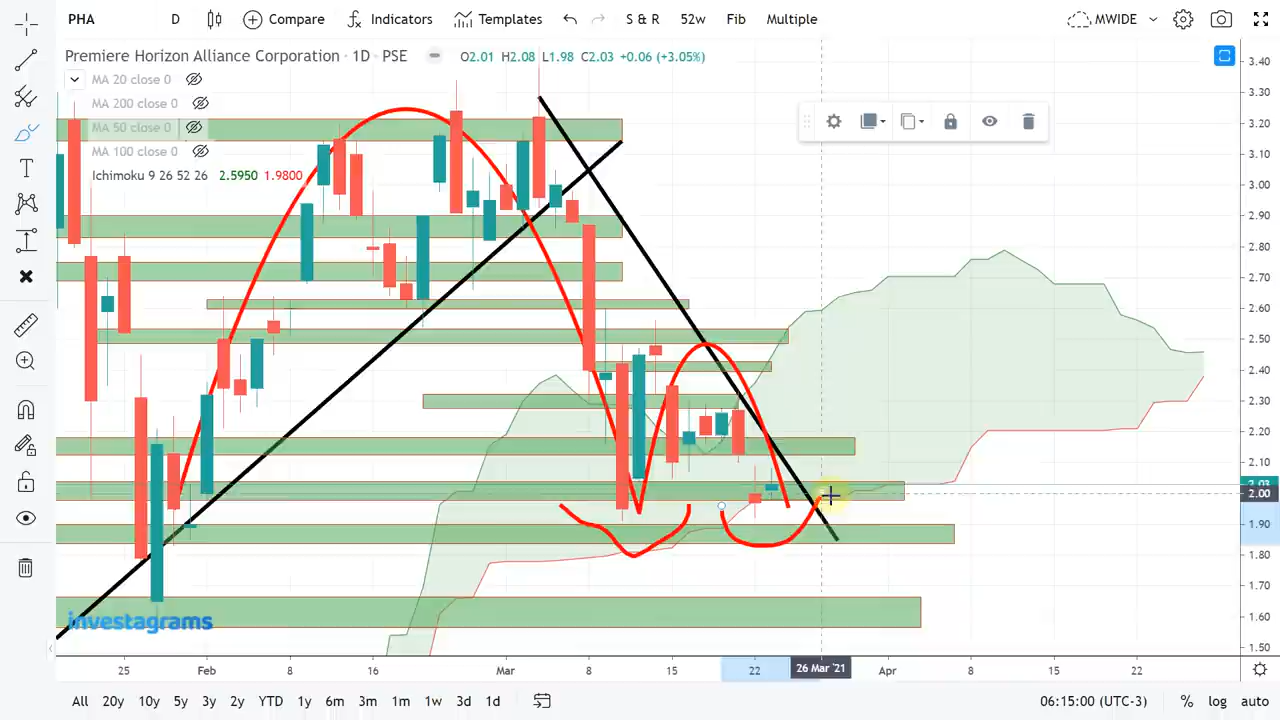 PHA D Compare Indicators Templates S & R 52w Fib Multiple MWIDE
Premiere Horizon Alliance Corporation · 1D · PSE O2.01 H2.08 L1.98 C2.03 +0.06 (+3.05%)
MA 20 close 0
MA 200 close 0
MA 50 close 0
MA 100 close 0
Ichimoku 9 26 52 26 2.5950 1.9800
3.40
3.30
3.20
3.10
3.00
2.90
2.80
2.70
2.60
2.50
2.40
2.30
2.20
2.10
2.03
2.00
1.90
1.80
1.70
1.60
1.50
investagrams
25 Feb 8 16 Mar 8 15 22 26 Mar '21 Apr 8 15 22
All 20y 10y 5y 3y 2y YTD 1y 6m 3m 1m 1w 3d 1d 06:15:00 (UTC-3) % log auto